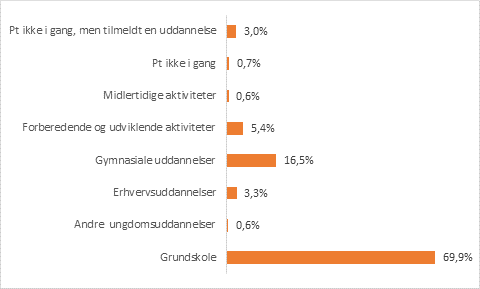 Pt ikke i gang, men tilmeldt en uddannelse 3,0%
Pt ikke i gang 0,7%
Midlertidige aktiviteter 0,6%
Forberedende og udviklende aktiviteter 5,4%
Gymnasiale uddannelser 16,5%
Erhvervsuddannelser 3,3%
Andre ungdomsuddannelser 0,6%
Grundskole 69,9%